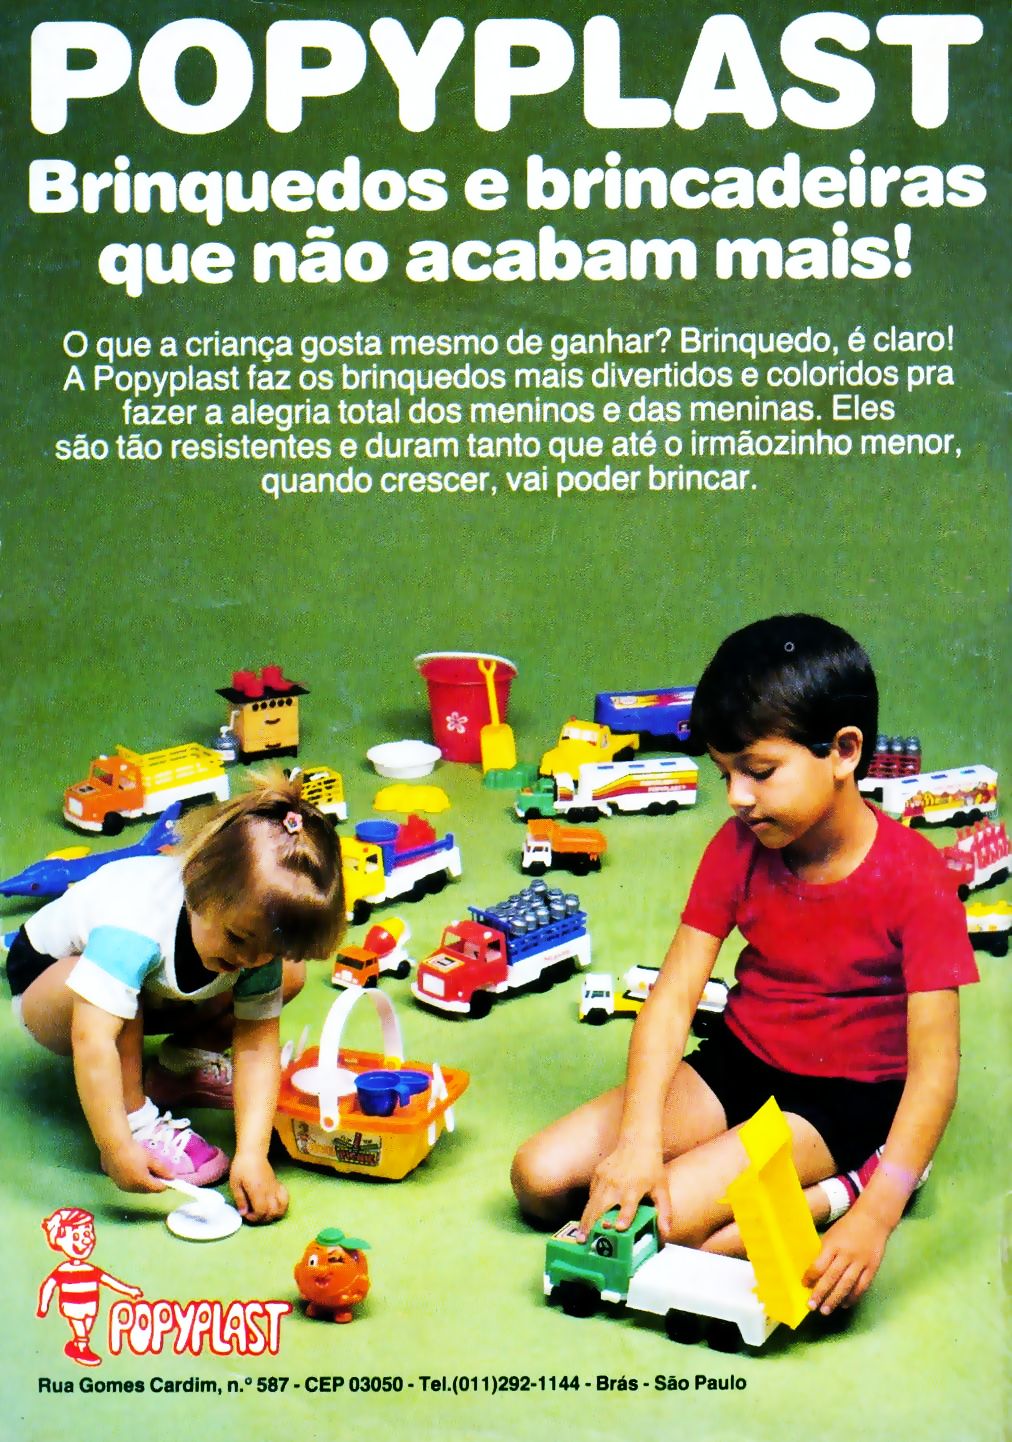 POPYPLAST
Brinquedos e brincadeiras
que não acabam mais!
O que a criança gosta mesmo de ganhar? Brinquedo, é claro!
A Popyplast faz os brinquedos mais divertidos e coloridos pra
fazer a alegria total dos meninos e das meninas. Eles
são tão resistentes e duram tanto que até o irmãozinho menor,
quando crescer, vai poder brincar.
POPYPLAST
Rua Gomes Cardim, n.º 587 - CEP 03050 - Tel.(011)292-1144 - Brás - São Paulo